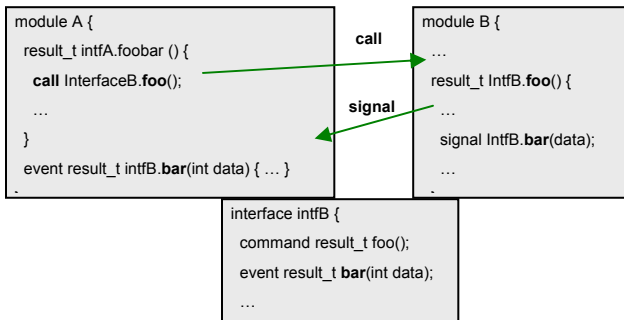 module A {
result_t intfA.foobar () {
call InterfaceB.foo();
…
}
event result_t intfB.bar(int data) { … }
call
signal
module B {
…
result_t IntfB.foo() {
…
signal IntfB.bar(data);
…
interface intfB {
command result_t foo();
event result_t bar(int data);
…